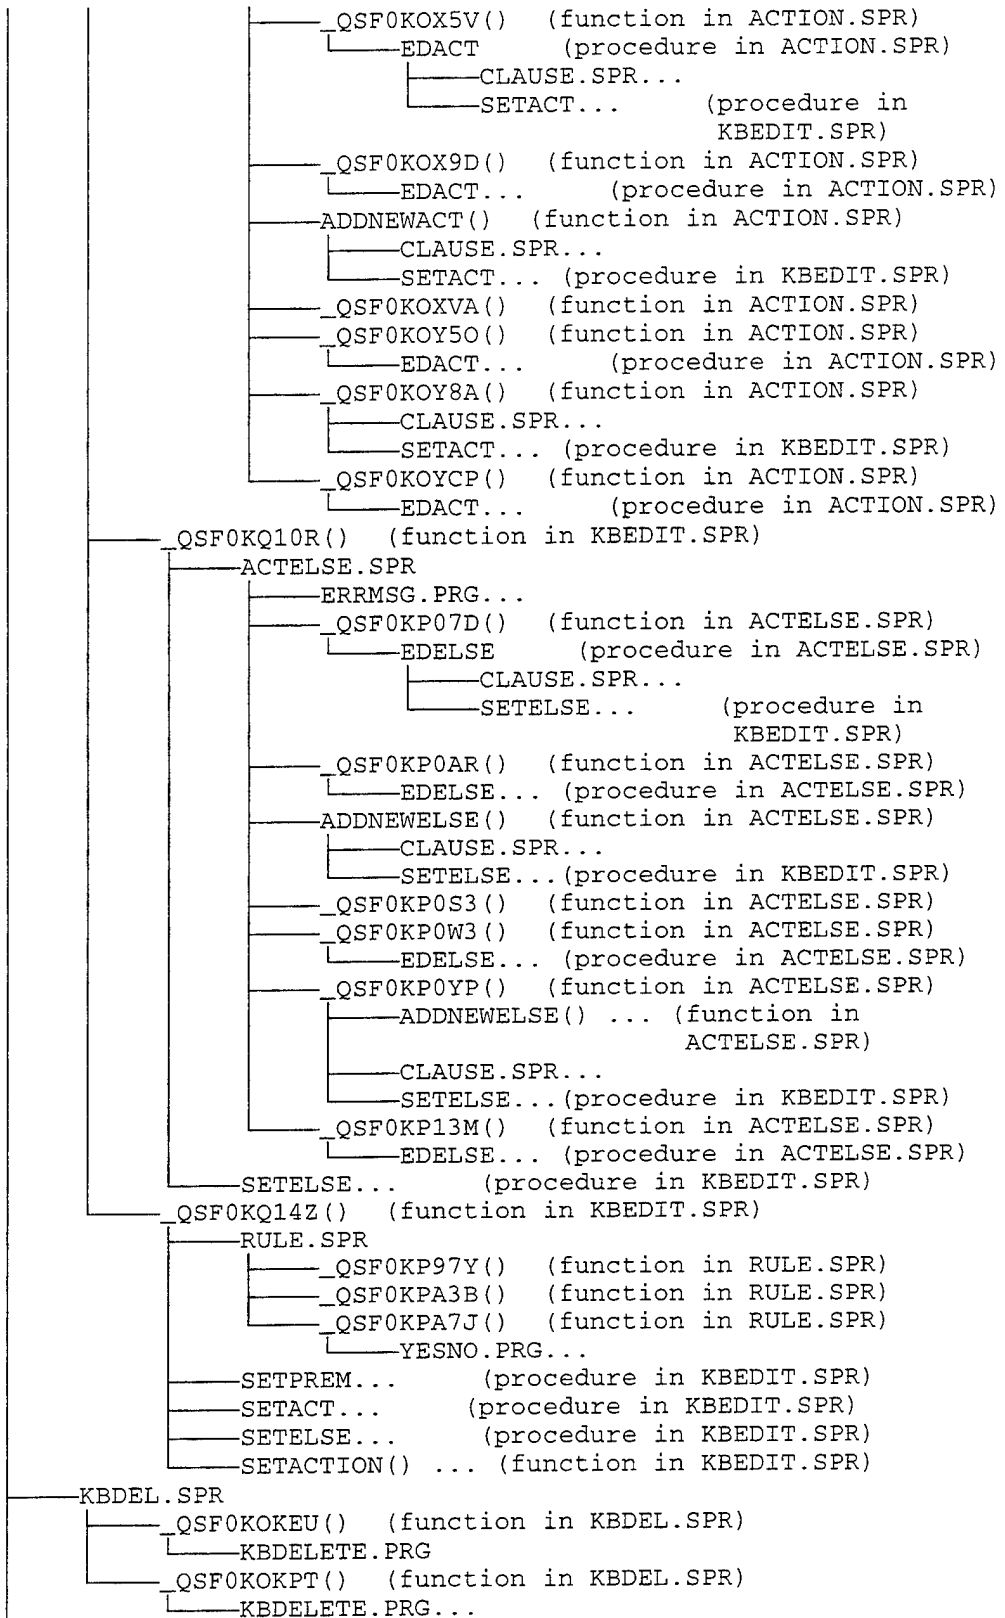 _QSF0KOX5V() (function in ACTION.SPR)
EDACT (procedure in ACTION.SPR)
CLAUSE.SPR...
SETACT... (procedure in
KBEDIT.SPR)
_QSF0KOX9D() (function in ACTION.SPR)
EDACT... (procedure in ACTION.SPR)
ADDNEWACT() (function in ACTION.SPR)
CLAUSE.SPR...
SETACT... (procedure in KBEDIT.SPR)
_QSF0KOXVA() (function in ACTION.SPR)
_QSF0KOY5O() (function in ACTION.SPR)
EDACT... (procedure in ACTION.SPR)
_QSF0KOY8A() (function in ACTION.SPR)
CLAUSE.SPR...
SETACT... (procedure in KBEDIT.SPR)
_QSF0KOYCP() (function in ACTION.SPR)
EDACT... (procedure in ACTION.SPR)
_QSF0KQ10R() (function in KBEDIT.SPR)
ACTELSE.SPR
ERRMSG.PRG...
_QSF0KP07D() (function in ACTELSE.SPR)
EDELSE (procedure in ACTELSE.SPR)
CLAUSE.SPR...
SETELSE... (procedure in
KBEDIT.SPR)
_QSF0KP0AR() (function in ACTELSE.SPR)
EDELSE... (procedure in ACTELSE.SPR)
ADDNEWELSE() (function in ACTELSE.SPR)
CLAUSE.SPR...
SETELSE...(procedure in KBEDIT.SPR)
_QSF0KP0S3() (function in ACTELSE.SPR)
_QSF0KP0W3() (function in ACTELSE.SPR)
EDELSE... (procedure in ACTELSE.SPR)
_QSF0KP0YP() (function in ACTELSE.SPR)
ADDNEWELSE() ... (function in
ACTELSE.SPR)
CLAUSE.SPR...
SETELSE...(procedure in KBEDIT.SPR)
_QSF0KP13M() (function in ACTELSE.SPR)
EDELSE... (procedure in ACTELSE.SPR)
SETELSE... (procedure in KBEDIT.SPR)
_QSF0KQ14Z() (function in KBEDIT.SPR)
RULE.SPR
_QSF0KP97Y() (function in RULE.SPR)
_QSF0KPA3B() (function in RULE.SPR)
_QSF0KPA7J() (function in RULE.SPR)
YESNO.PRG...
SETPREM... (procedure in KBEDIT.SPR)
SETACT... (procedure in KBEDIT.SPR)
SETELSE... (procedure in KBEDIT.SPR)
SETACTION() ... (function in KBEDIT.SPR)
KBDEL.SPR
_QSF0KOKEU() (function in KBDEL.SPR)
KBDELETE.PRG
_QSF0KOKPT() (function in KBDEL.SPR)
KBDELETE.PRG...